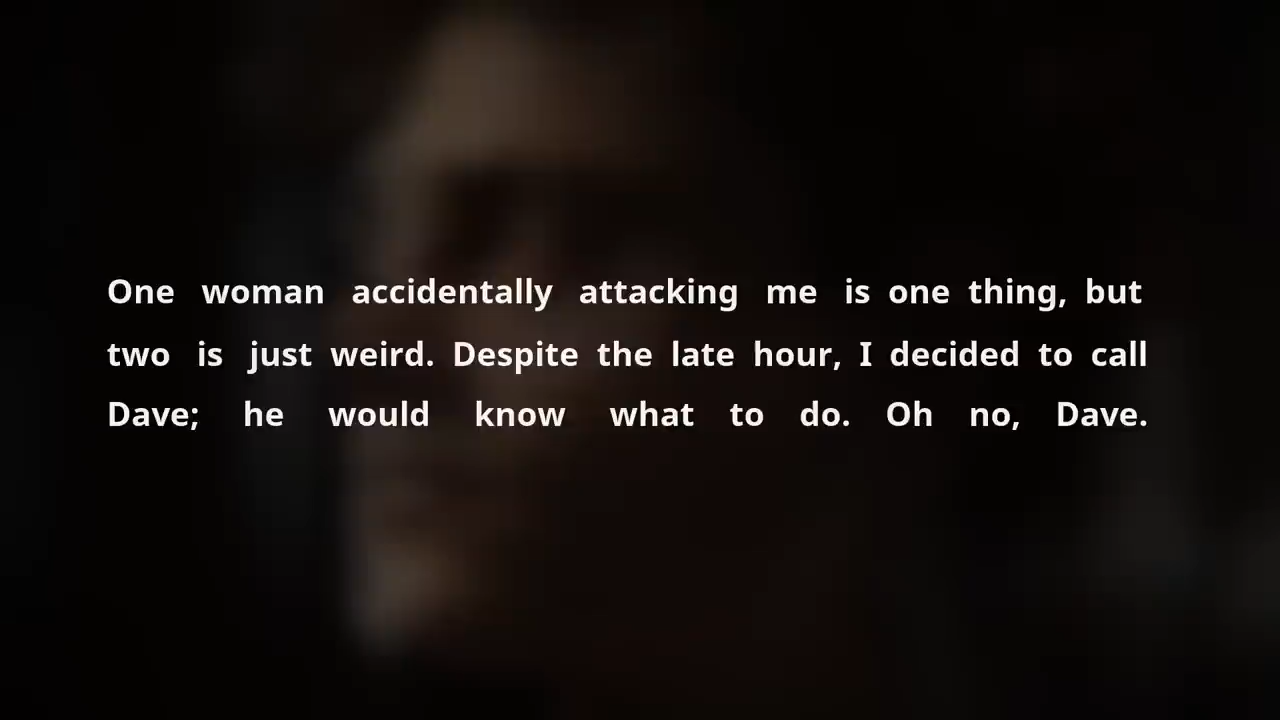 One woman accidentally attacking me is one thing, but
two is just weird. Despite the late hour, I decided to call
Dave; he would know what to do. Oh no, Dave.